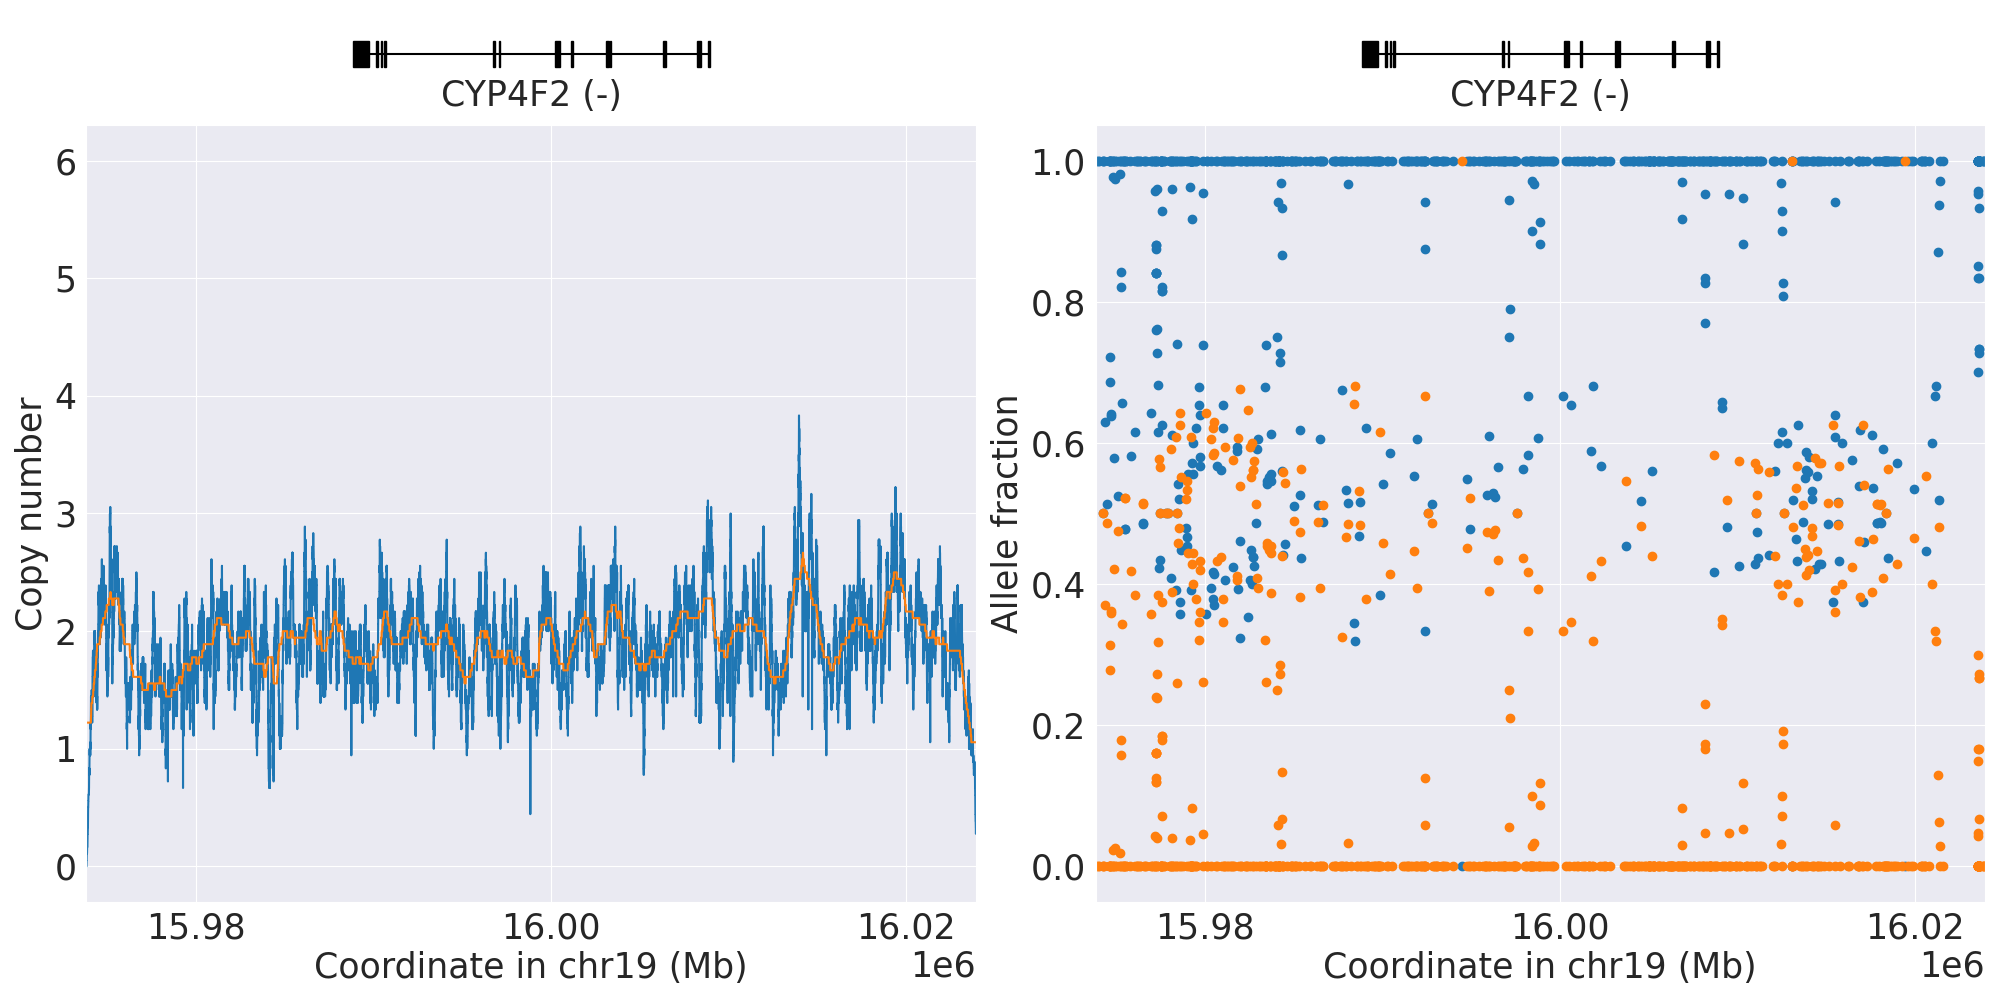 CYP4F2 (-)
6
5
4
3
2
1
0
Copy number
15.98
16.00
16.02
Coordinate in chr19 (Mb)
1e6
CYP4F2 (-)
1.0
0.8
0.6
0.4
0.2
0.0
Allele fraction
15.98
16.00
16.02
Coordinate in chr19 (Mb)
1e6